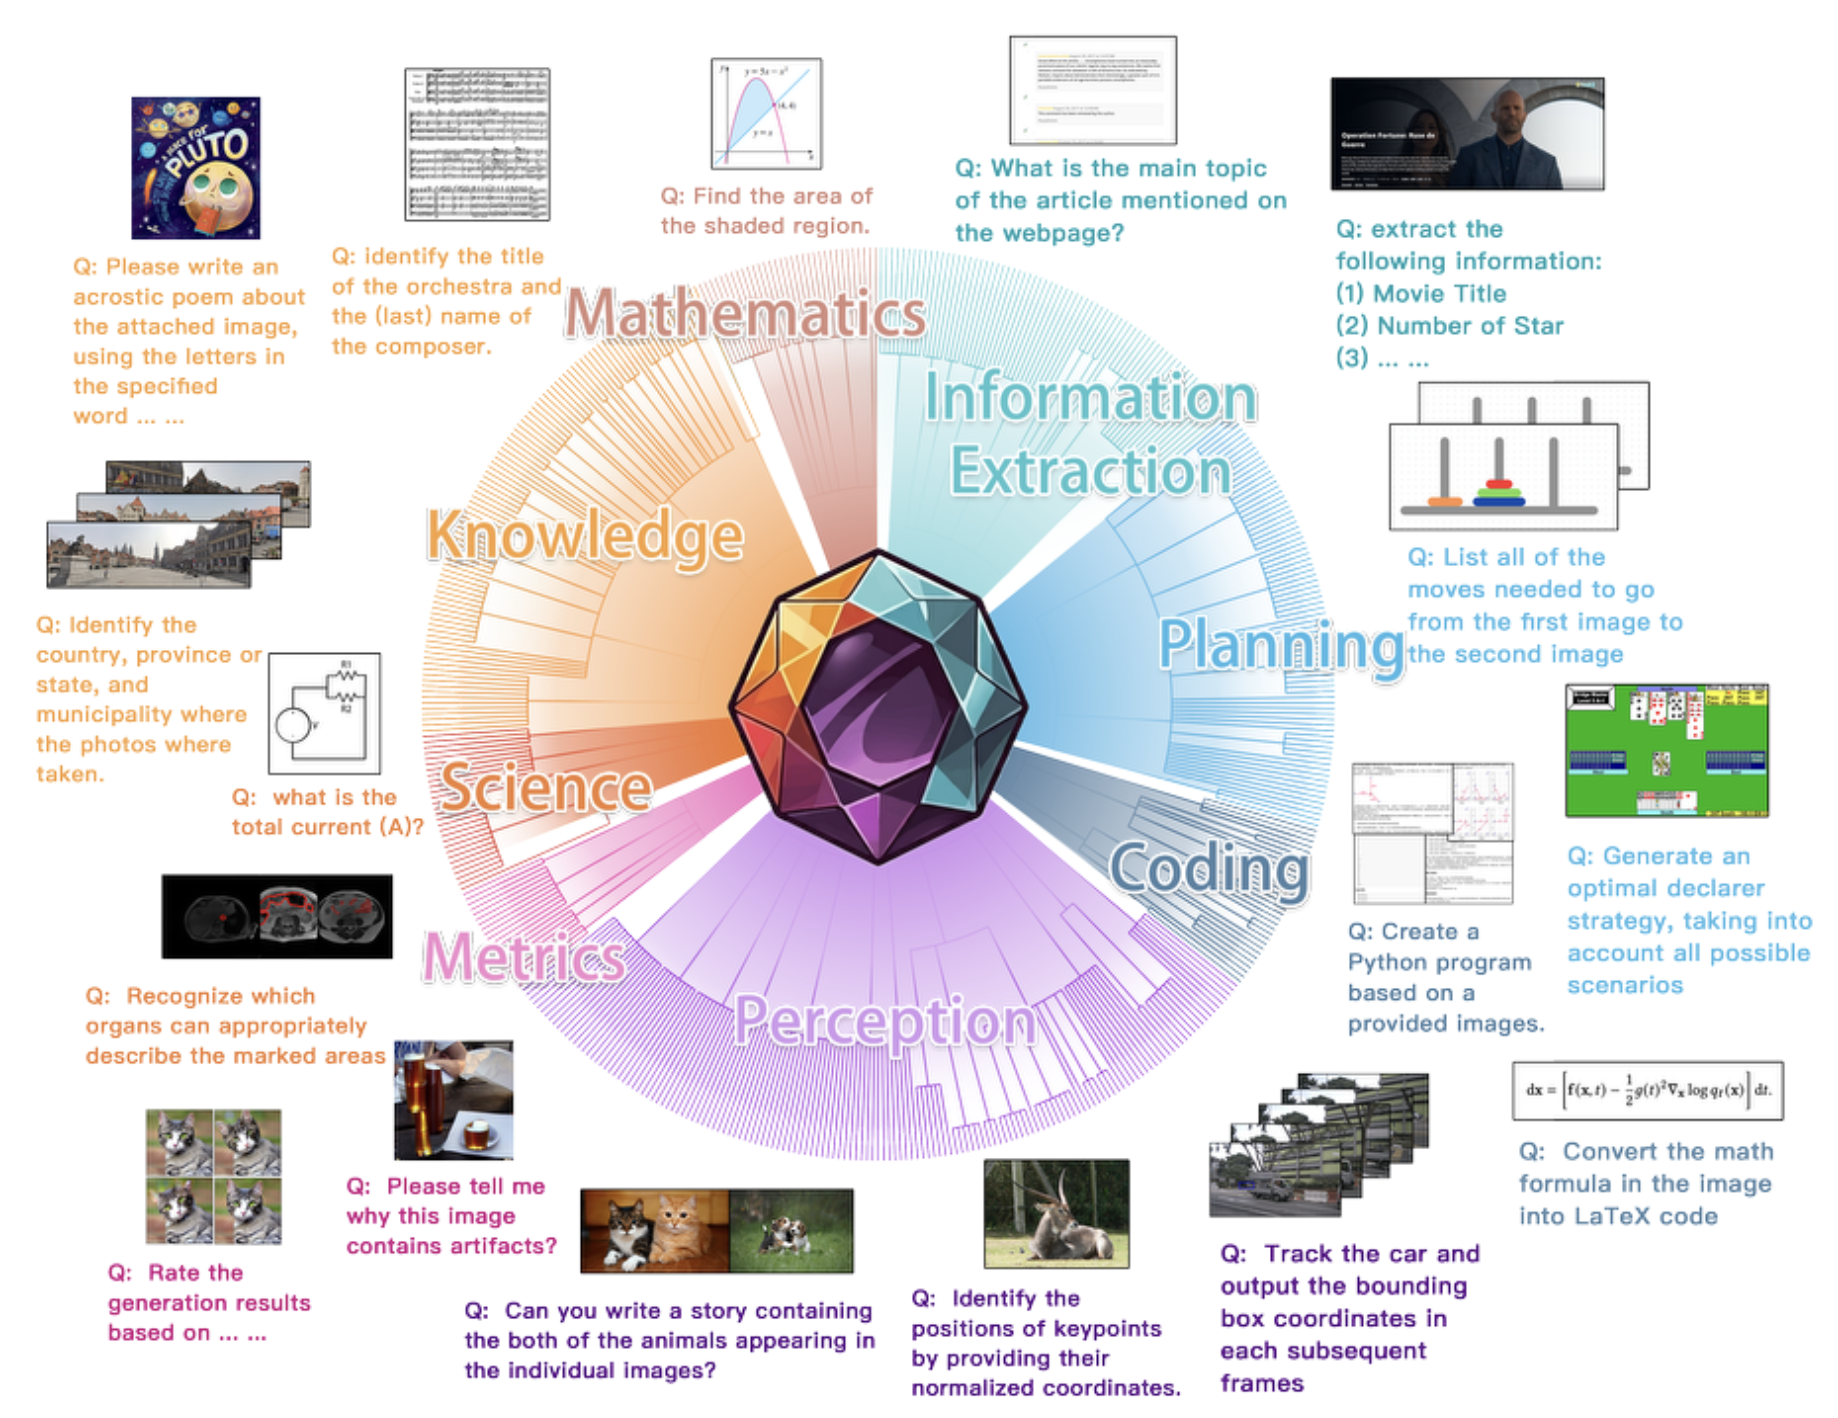 A PLACE FOR
PLUTO
Q: Please write an
acrostic poem about
the attached image,
using the letters in
the specified
word ... ...
Q: identify the title
of the orchestra and
the (last) name of
the composer.
y
y = 5x − x²
(4, 4)
y = x
x
Q: Find the area of
the shaded region.
Q: What is the main topic
of the article mentioned on
the webpage?
Operation Fortune: Ruse de
Guerre
Q: extract the
following information:
(1) Movie Title
(2) Number of Star
(3) ... ...
Mathematics
Information
Extraction
Knowledge
Planning
Science
Coding
Metrics
Perception
Q: List all of the
moves needed to go
from the first image to
the second image
Q: Identify the
country, province or
state, and
municipality where
the photos where
taken.
R1
R2
V
Q: what is the
total current (A)?
Q: Generate an
optimal declarer
strategy, taking into
account all possible
scenarios
Q: Create a
Python program
based on a
provided images.
Q: Recognize which
organs can appropriately
describe the marked areas
dx = [f(x, t) − 1/2 g(t)²∇x log qt(x)] dt.
Q: Convert the math
formula in the image
into LaTeX code
Q: Please tell me
why this image
contains artifacts?
Q: Rate the
generation results
based on ... ...
Q: Can you write a story containing
the both of the animals appearing in
the individual images?
Q: Identify the
positions of keypoints
by providing their
normalized coordinates.
Q: Track the car and
output the bounding
box coordinates in
each subsequent
frames